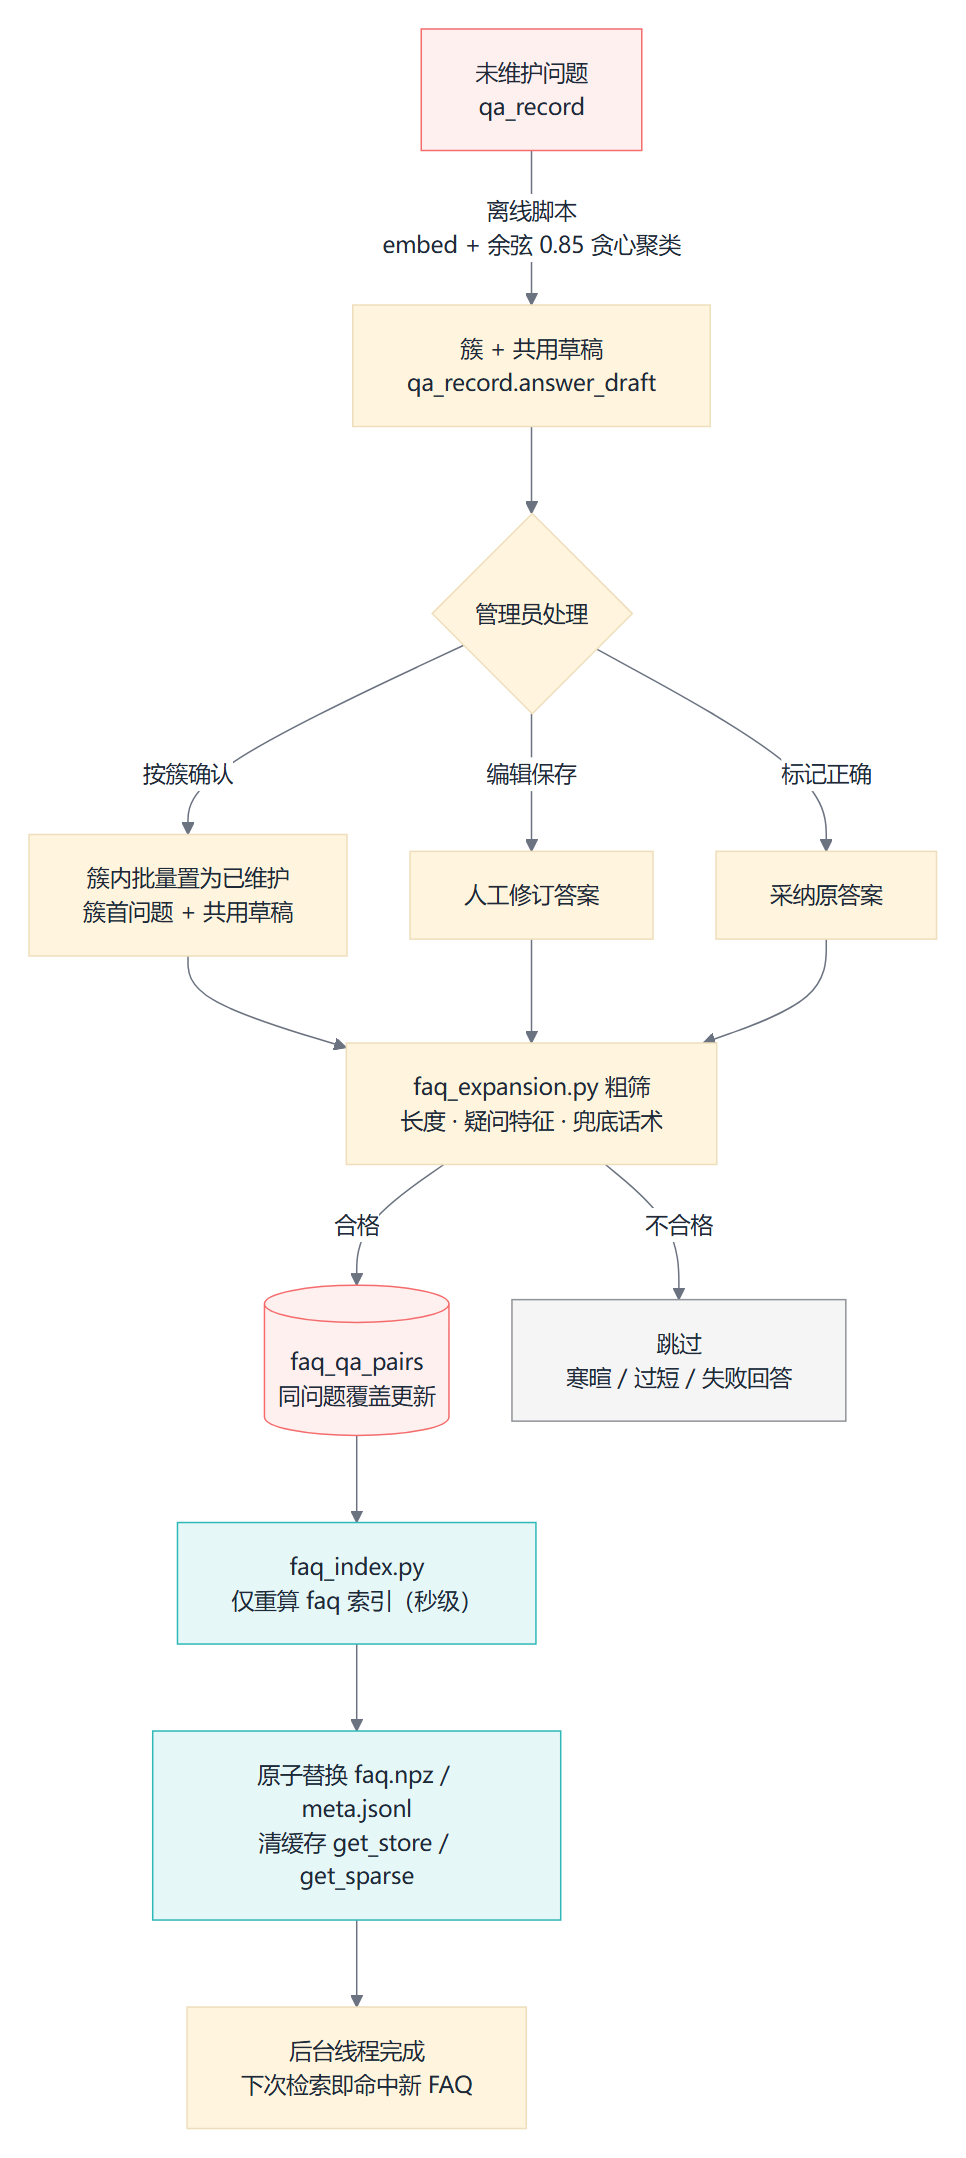 未维护问题
qa_record
离线脚本
embed + 余弦 0.85 贪心聚类
簇 + 共用草稿
qa_record.answer_draft
管理员处理
按簇确认
编辑保存
标记正确
簇内批量置为已维护
簇首问题 + 共用草稿
人工修订答案
采纳原答案
faq_expansion.py 粗筛
长度 · 疑问特征 · 兜底话术
合格
不合格
faq_qa_pairs
同问题覆盖更新
跳过
寒暄 / 过短 / 失败回答
faq_index.py
仅重算 faq 索引（秒级）
原子替换 faq.npz /
meta.jsonl
清缓存 get_store /
get_sparse
后台线程完成
下次检索即命中新 FAQ